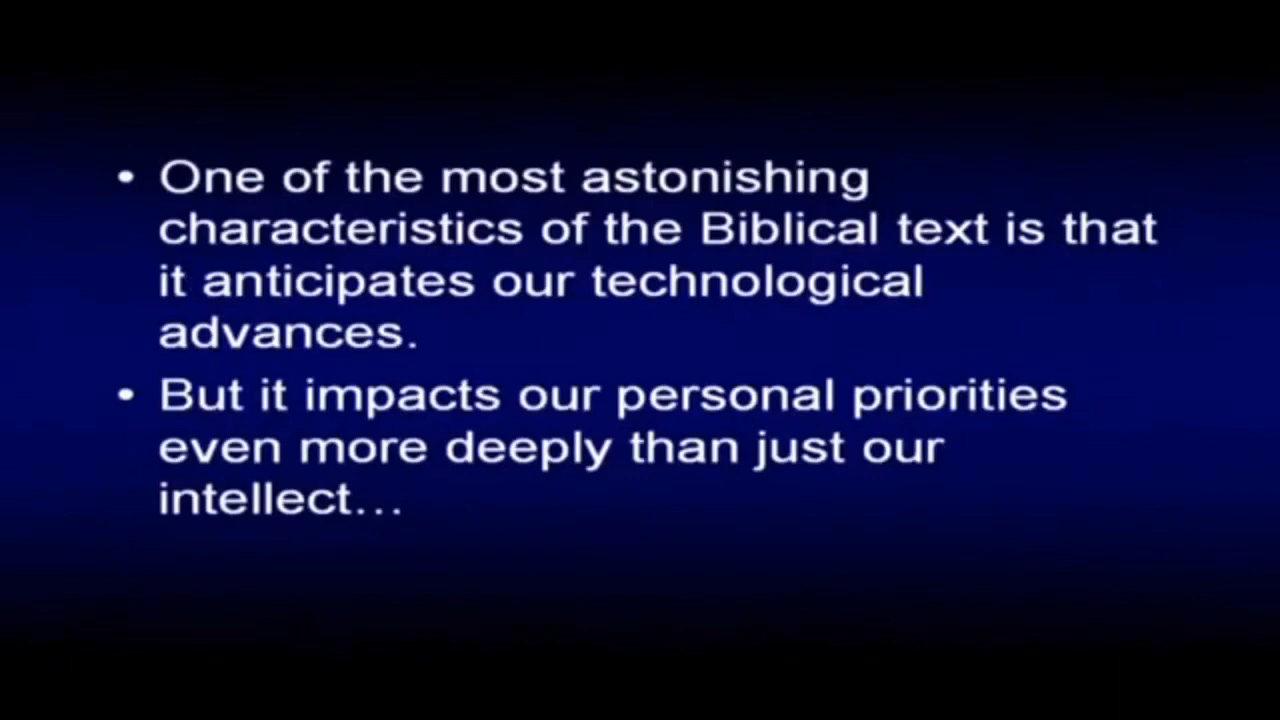 • One of the most astonishing
characteristics of the Biblical text is that
it anticipates our technological
advances.
• But it impacts our personal priorities
even more deeply than just our
intellect…